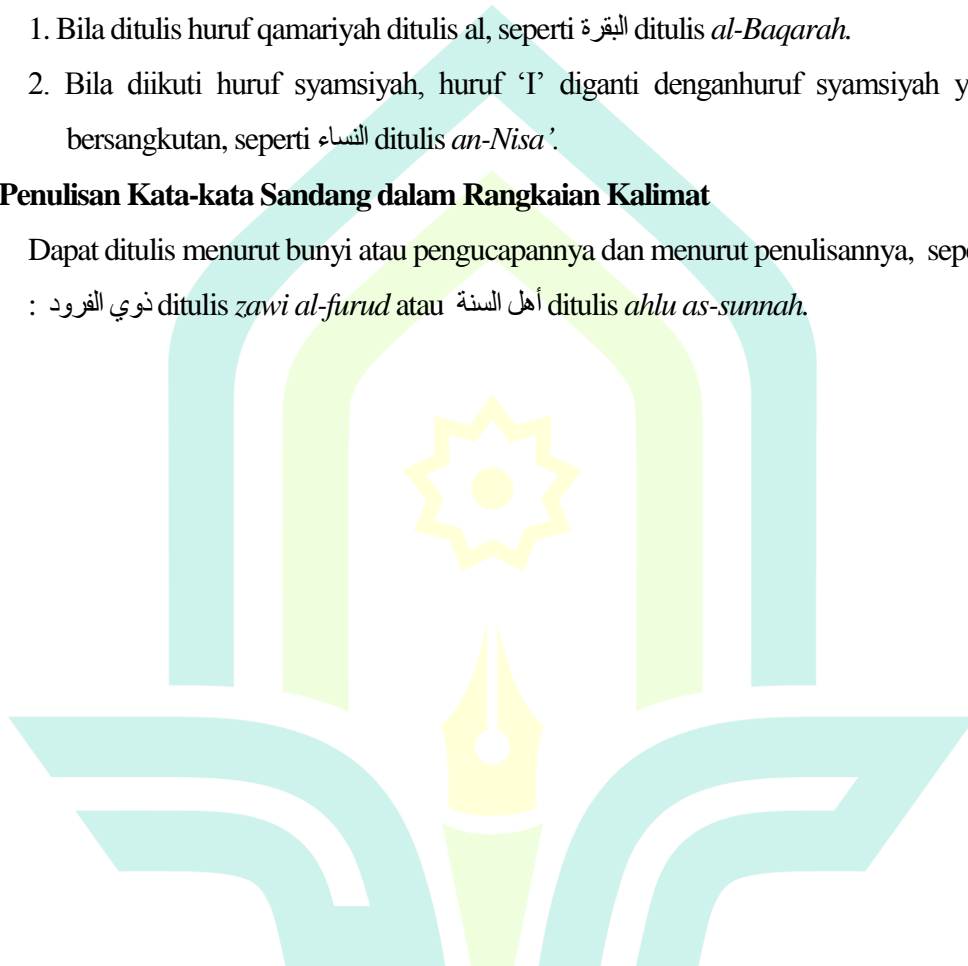 1. Bila ditulis huruf qamariyah ditulis al, seperti البقرة ditulis al-Baqarah.
2. Bila diikuti huruf syamsiyah, huruf ‘I’ diganti denganhuruf syamsiyah y
bersangkutan, seperti النساء ditulis an-Nisa’.
Penulisan Kata-kata Sandang dalam Rangkaian Kalimat
Dapat ditulis menurut bunyi atau pengucapannya dan menurut penulisannya, sep
: ذوي الفرود ditulis zawi al-furud atau أهل السنة ditulis ahlu as-sunnah.